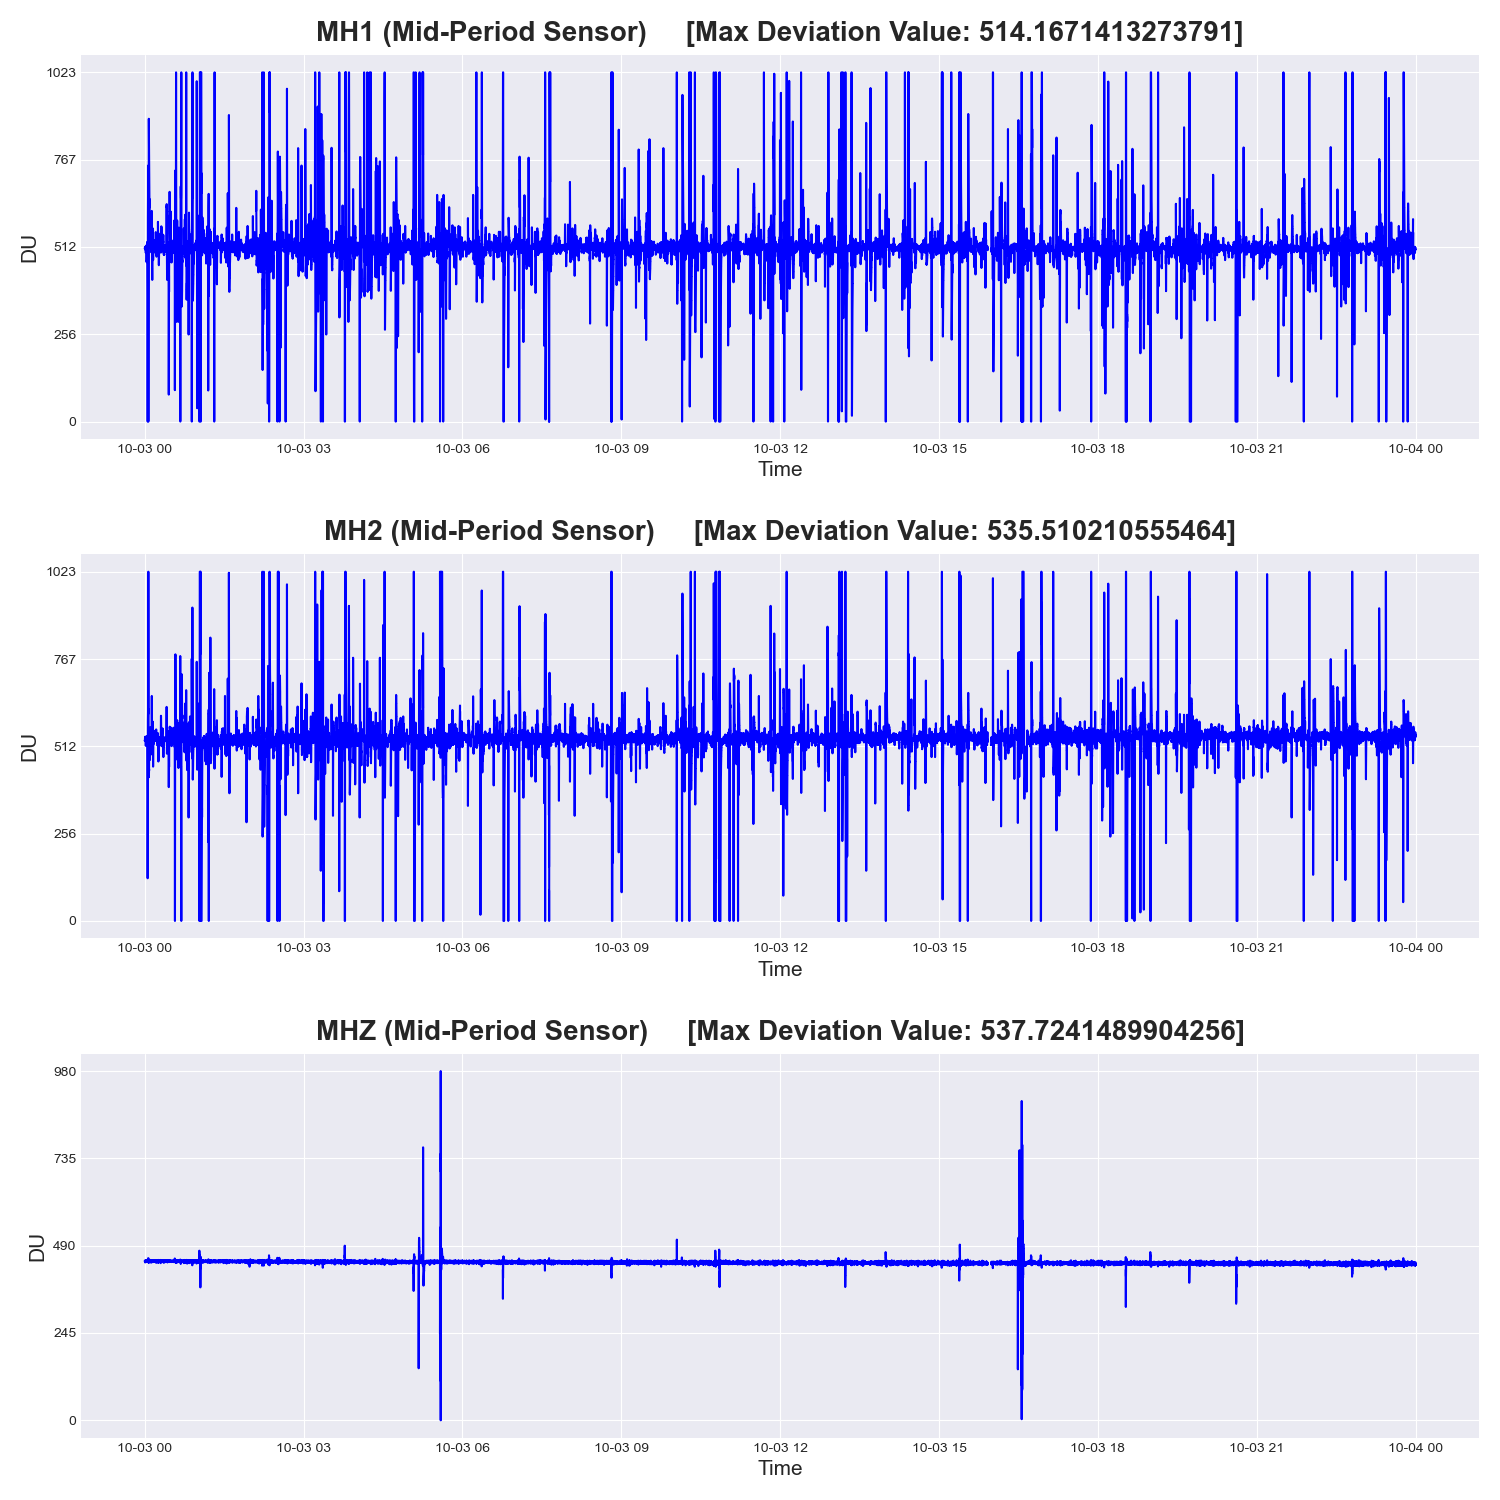 MH1 (Mid-Period Sensor) [Max Deviation Value: 514.1671413273791]
1023
767
512
256
0
DU
10-03 00 10-03 03 10-03 06 10-03 09 10-03 12 10-03 15 10-03 18 10-03 21 10-04 00
Time
MH2 (Mid-Period Sensor) [Max Deviation Value: 535.510210555464]
1023
767
512
256
0
DU
10-03 00 10-03 03 10-03 06 10-03 09 10-03 12 10-03 15 10-03 18 10-03 21 10-04 00
Time
MHZ (Mid-Period Sensor) [Max Deviation Value: 537.7241489904256]
980
735
490
245
0
DU
10-03 00 10-03 03 10-03 06 10-03 09 10-03 12 10-03 15 10-03 18 10-03 21 10-04 00
Time